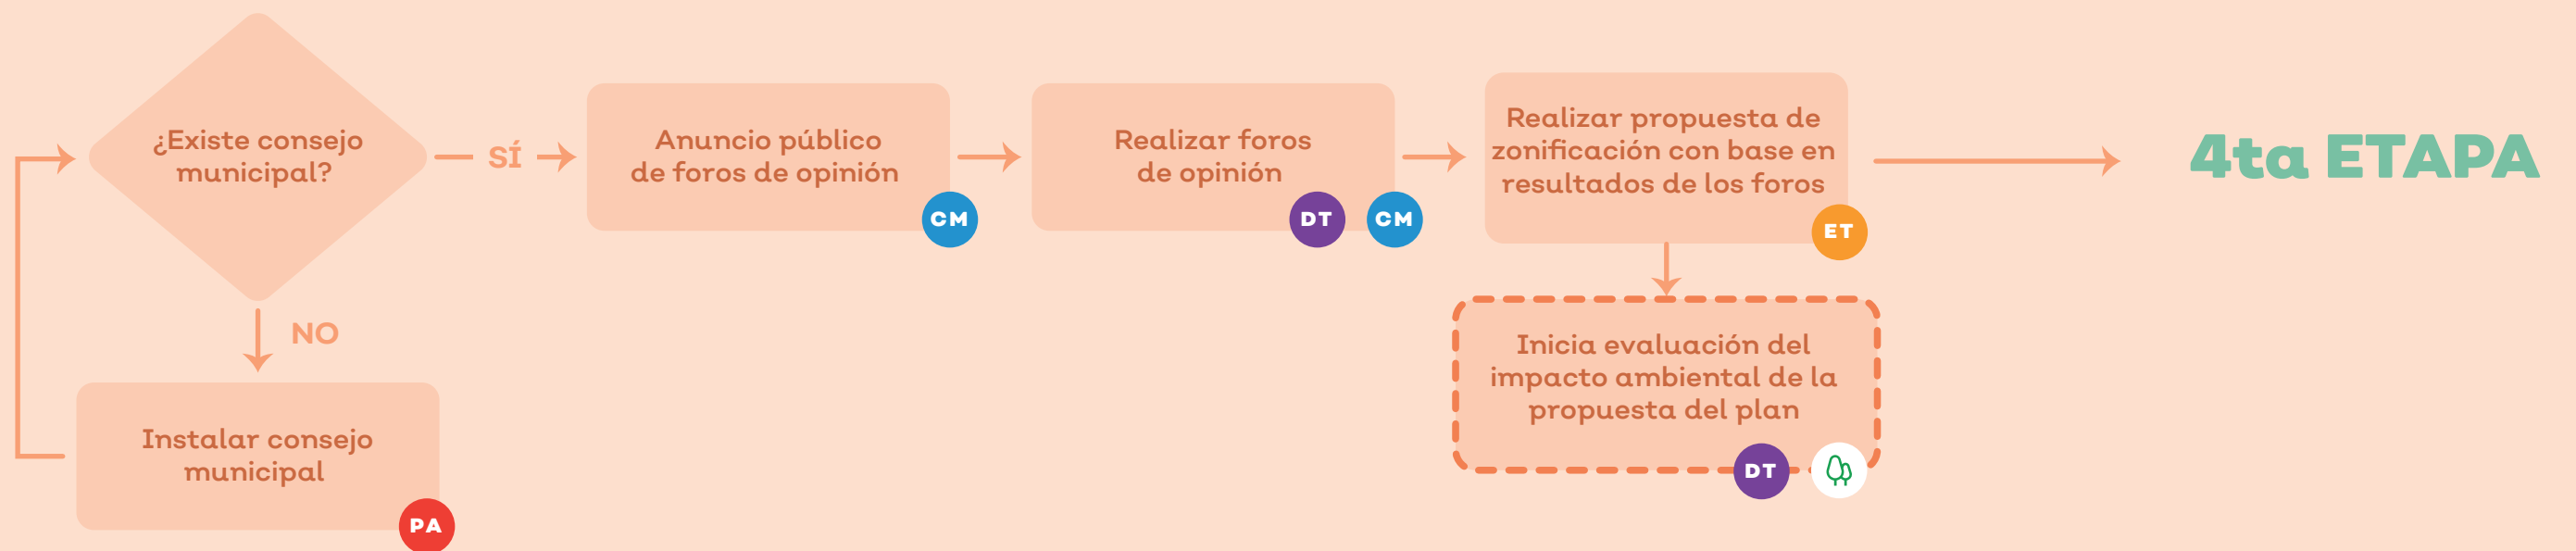 ¿Existe consejo
municipal?
SÍ
NO
Instalar consejo
municipal
PA
Anuncio público
de foros de opinión
CM
Realizar foros
de opinión
DT
CM
Realizar propuesta de
zonificación con base en
resultados de los foros
ET
Inicia evaluación del
impacto ambiental de la
propuesta del plan
DT
4ta ETAPA